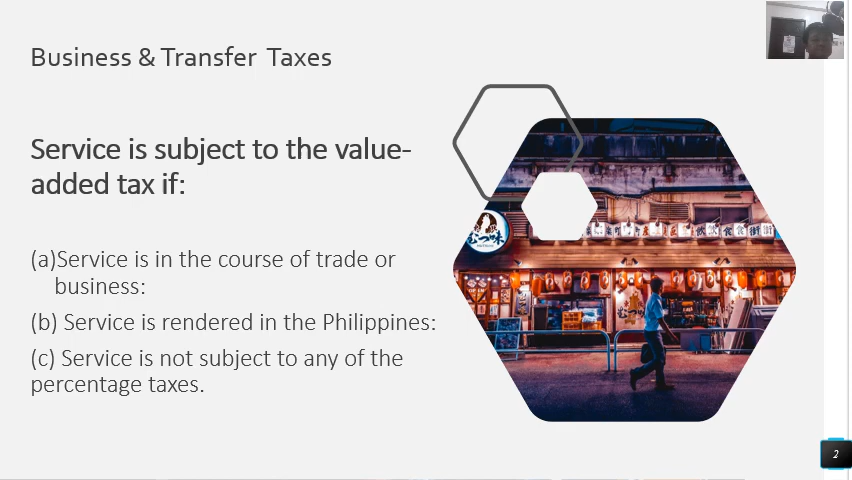 Business & Transfer Taxes
Service is subject to the value-
added tax if:
(a)Service is in the course of trade or
business:
(b) Service is rendered in the Philippines:
(c) Service is not subject to any of the
percentage taxes.
2